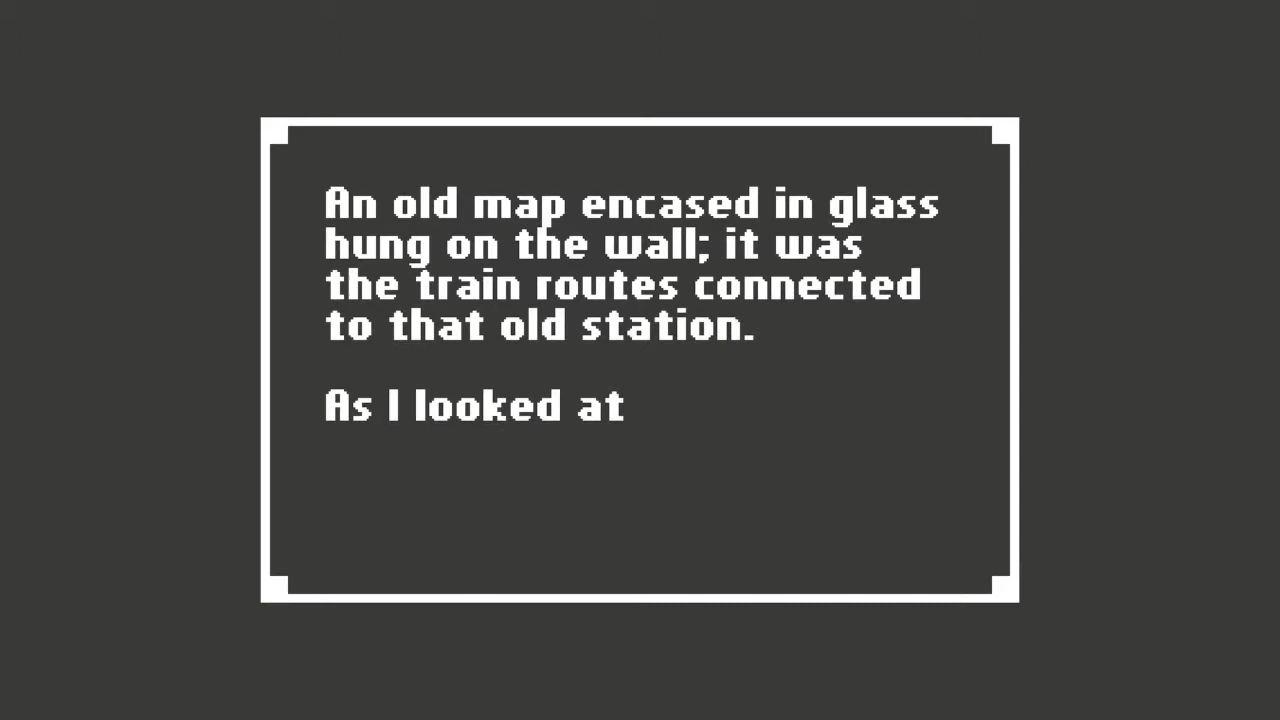 An old map encased in glass
hung on the wall; it was
the train routes connected
to that old station.
As I looked at